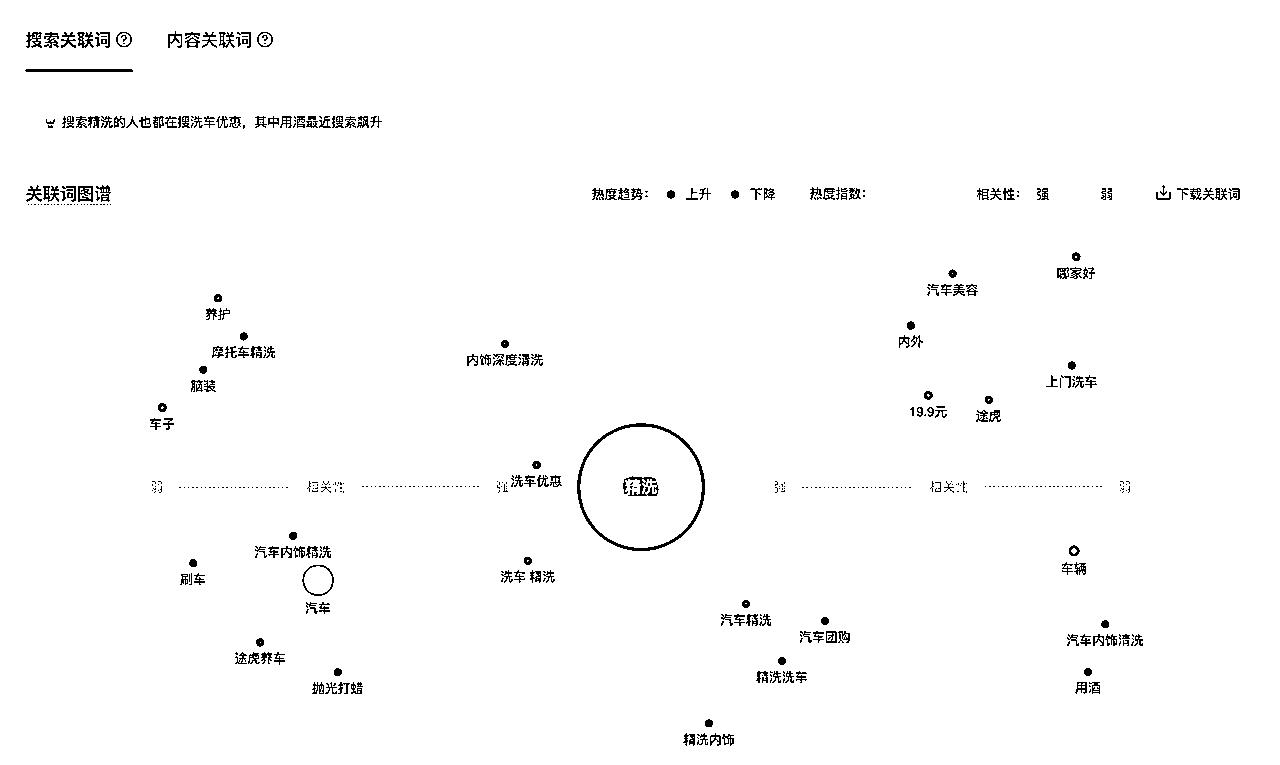 搜索关联词 内容关联词
搜索精洗的人也都在搜洗车优惠，其中用酒最近搜索飙升
关联词图谱
热度趋势： 上升 下降 热度指数： 相关性： 强 弱 下载关联词
哪家好
汽车美容
养护
内外
摩托车精洗
内饰深度清洗
上门洗车
脑装
19.9元
途虎
车子
洗车优惠
弱 相关性 强 精洗 强 相关性 弱
汽车内饰精洗
刷车
洗车 精洗
车辆
汽车
汽车精洗
汽车团购
汽车内饰清洗
途虎养车
精洗洗车
抛光打蜡
用酒
精洗内饰